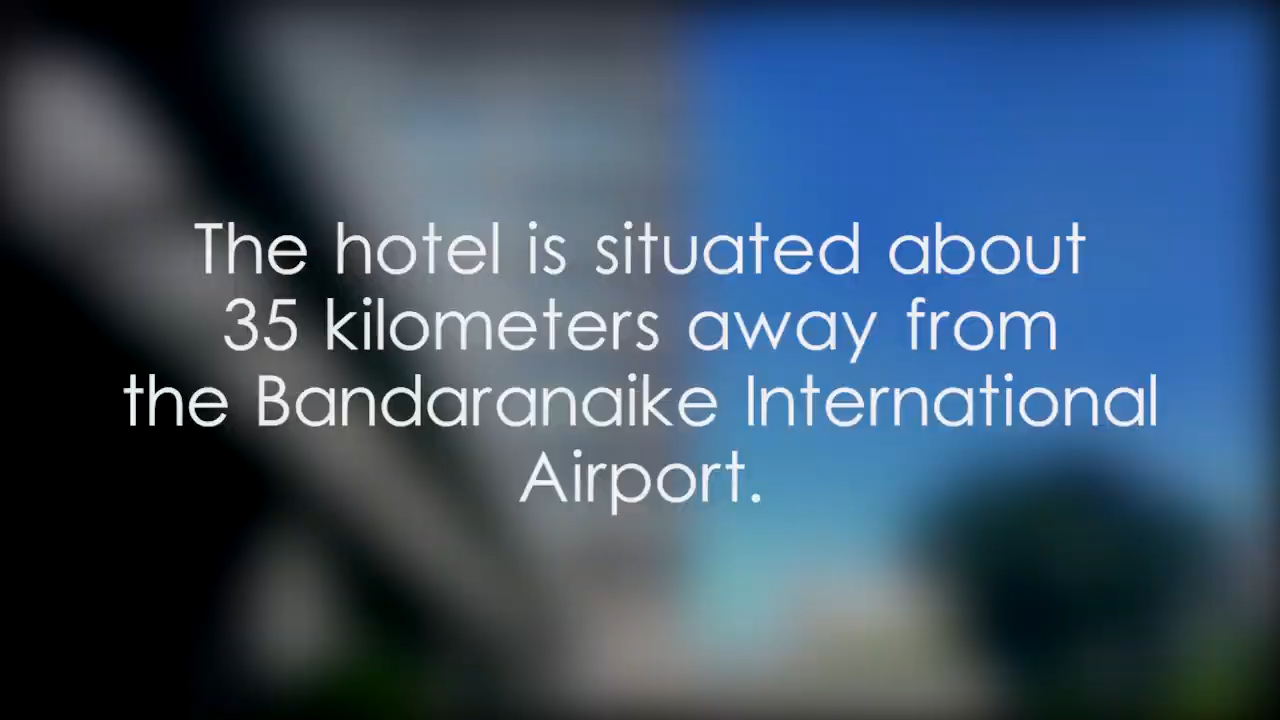 The hotel is situated about
35 kilometers away from
the Bandaranaike International
Airport.